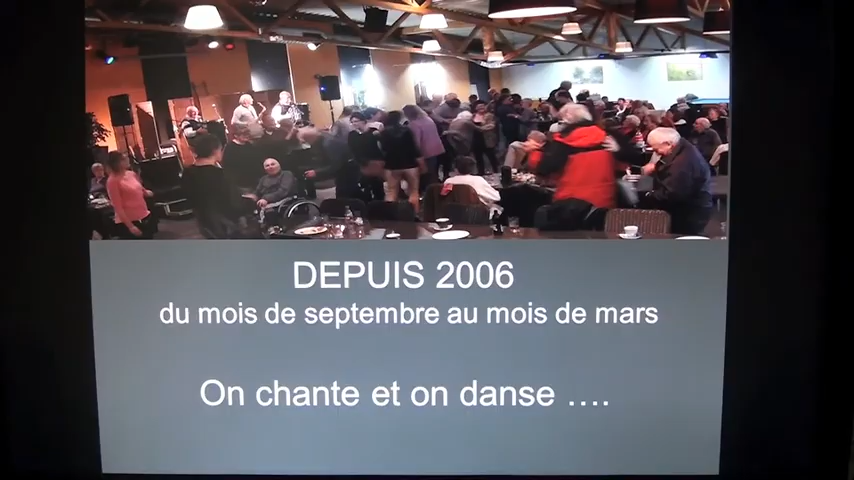 DEPUIS 2006
du mois de septembre au mois de mars
On chante et on danse ….